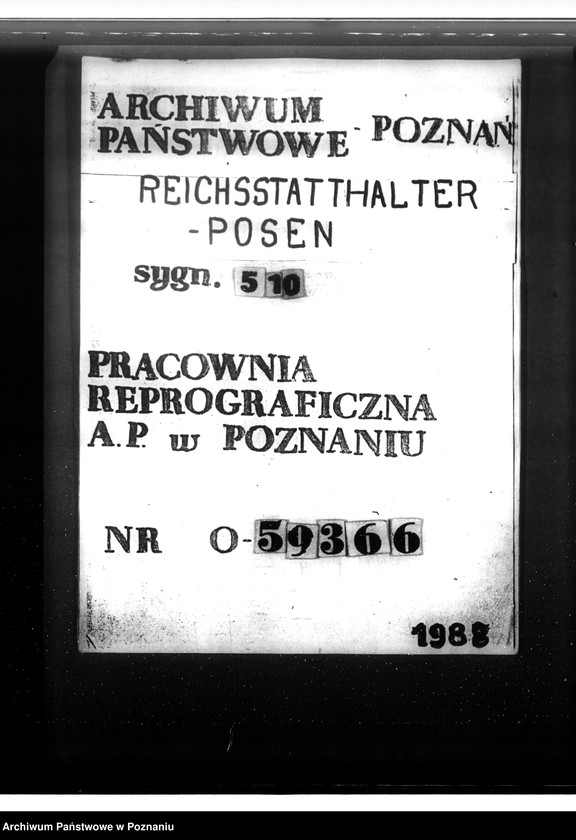 ARCHIWUM
PAŃSTWOWE - POZNAŃ
REICHSSTATTHALTER
-POSEN
sygn. 510
PRACOWNIA
REPROGRAFICZNA
A.P. w POZNANIU
NR O-59366
1988
Archiwum Państwowe w Poznaniu